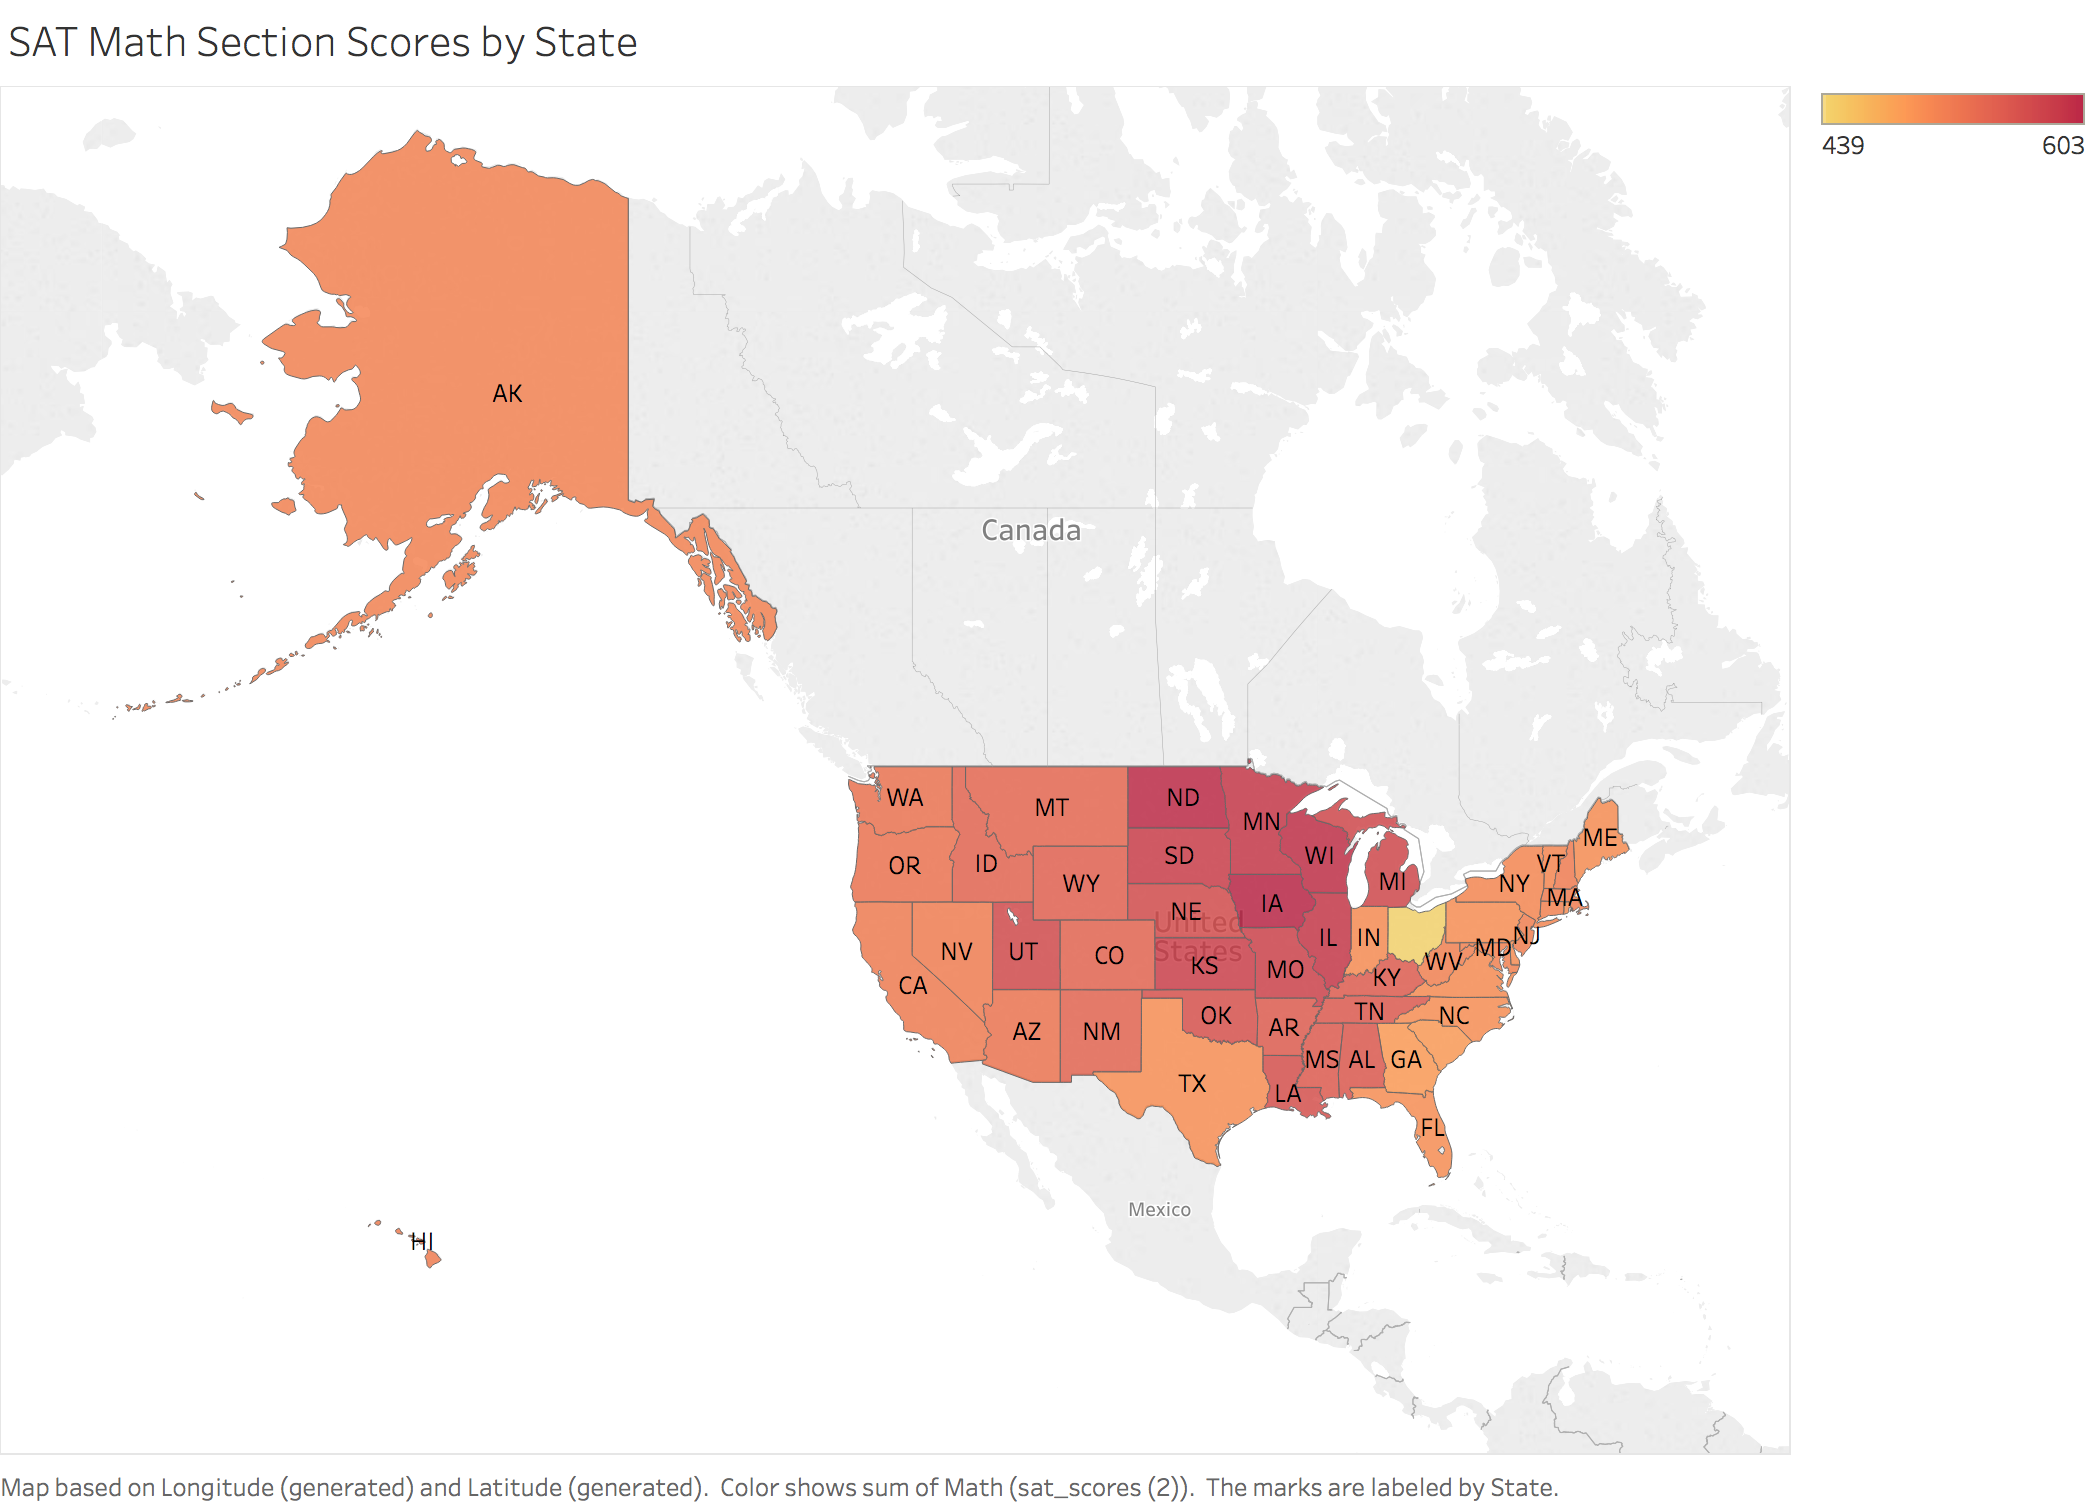 SAT Math Section Scores by State
439 603
AK
Canada
WA
MT
ND
MN
OR
ID
WY
SD
WI
MI
NY
VT
ME
MA
NE
IA
United
States
NV
UT
CO
KS
MO
IL
IN
KY
WV
MD
NJ
CA
AZ
NM
OK
AR
TN
NC
TX
LA
MS
AL
GA
FL
Mexico
HI
Map based on Longitude (generated) and Latitude (generated). Color shows sum of Math (sat_scores (2)). The marks are labeled by State.